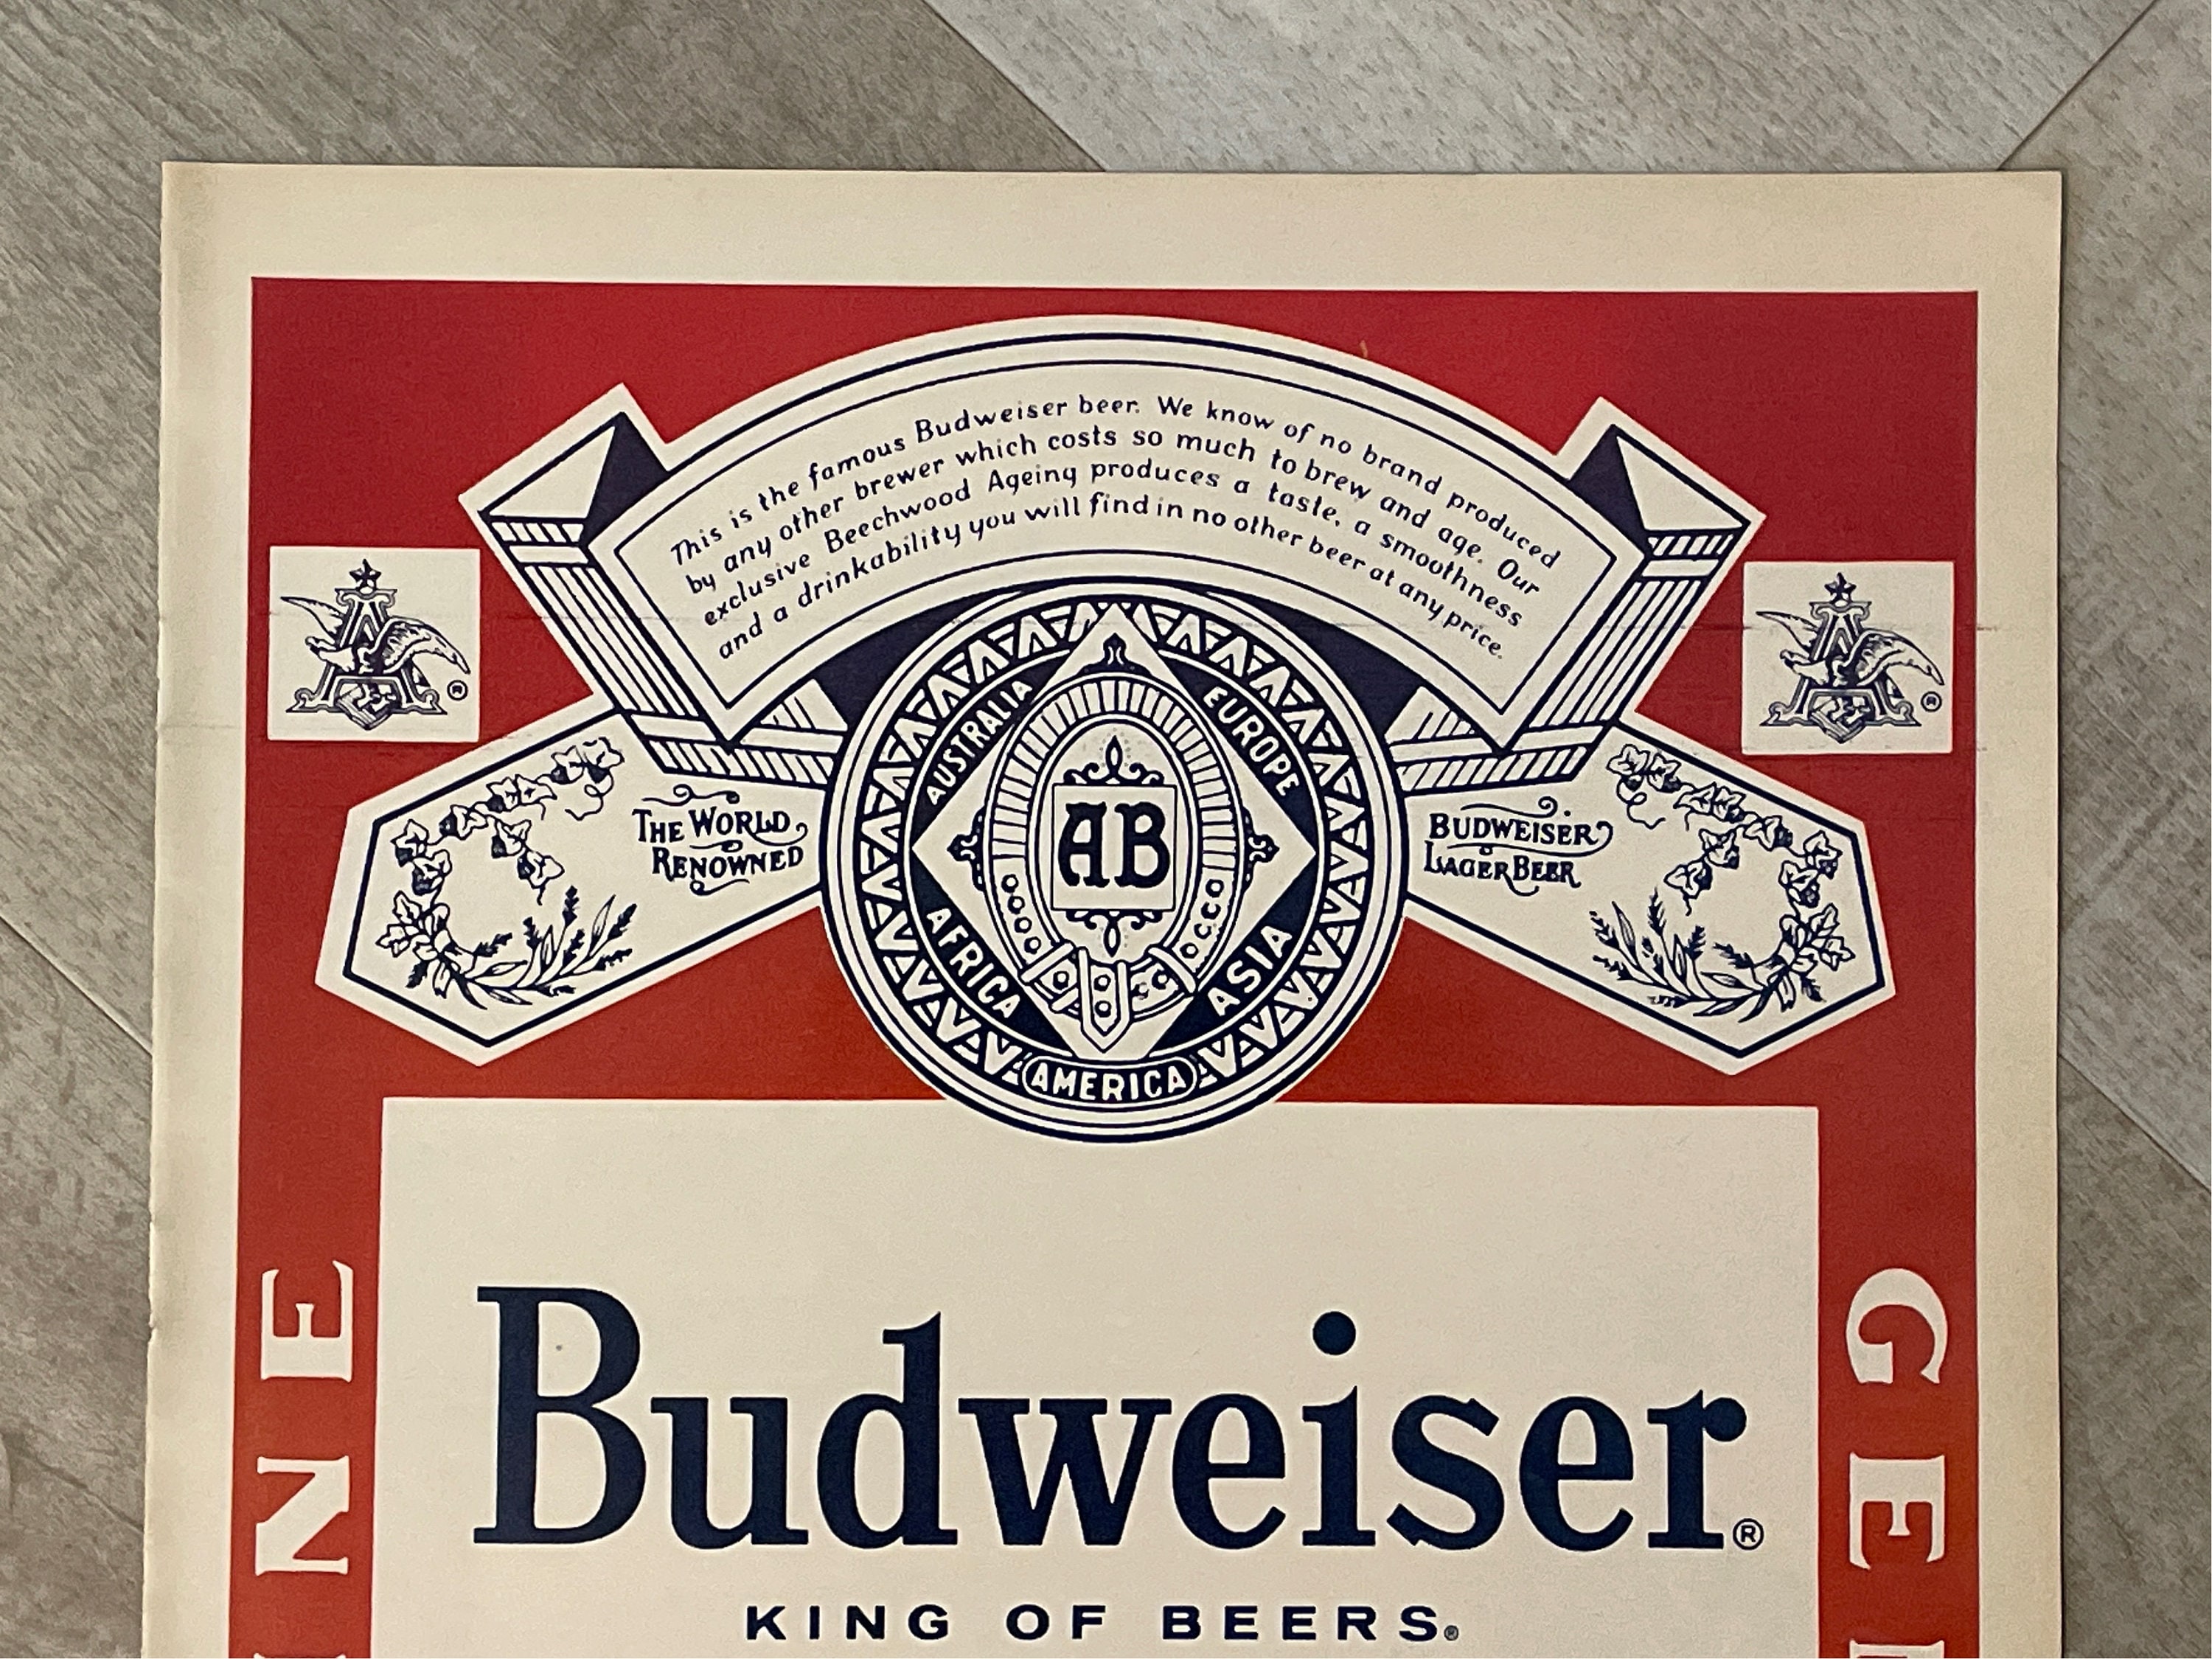 This is the famous Budweiser beer. We know of no brand produced
by any other brewer which costs so much to brew and age. Our
exclusive Beechwood Ageing produces a taste, a smoothness
and a drinkability you will find in no other beer at any price.
®
®
AUSTRALIA
EUROPE
THE WORLD
RENOWNED
AB
BUDWEISER
LAGER BEER
AFRICA
ASIA
AMERICA
Budweiser®
KING OF BEERS®
INE
GE